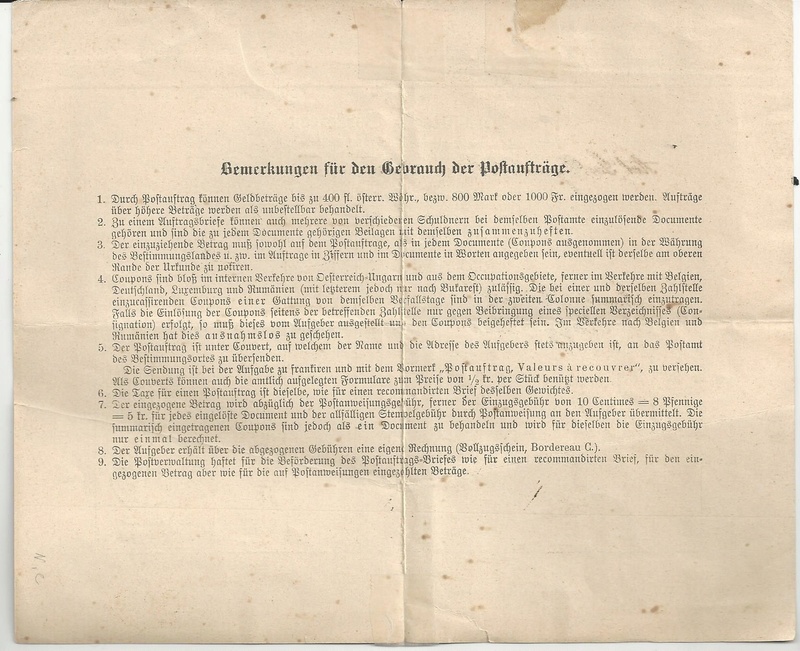 Bemerkungen für den Gebrauch der Postaufträge.
1. Durch Postauftrag können Geldbeträge bis zu 400 fl. österr. Währ., bezw. 800 Mark oder 1000 Fr. eingezogen werden. Aufträge
über höhere Beträge werden als unbestellbar behandelt.
2. Zu einem Auftragsbriefe können auch mehrere von verschiedenen Schuldnern bei demselben Postamte einzulösende Documente
gehören und sind die zu jedem Documente gehörigen Beilagen mit demselben zusammenzuheften.
3. Der einzuziehende Betrag muß sowohl auf dem Postauftrage, als in jedem Documente (Coupons ausgenommen) in der Währung
des Bestimmungslandes u. zw. im Auftrage in Ziffern und im Documente in Worten angegeben sein, eventuell ist derselbe am oberen
Rande der Urkunde zu notiren.
4. Coupons sind bloß im internen Verkehre von Oesterreich-Ungarn und aus dem Occupationsgebiete, ferner im Verkehre mit Belgien,
Deutschland, Luxemburg und Rumänien (mit letzterem jedoch nur nach Bukarest) zulässig. Die bei einer und derselben Zahlstelle
einzucassirenden Coupons einer Gattung von demselben Verfallstage sind in der zweiten Colonne summarisch einzutragen.
Falls die Einlösung der Coupons seitens der betreffenden Zahlstelle nur gegen Beibringung eines speciellen Verzeichnisses (Con-
signation) erfolgt, so muß dieses vom Aufgeber ausgestellt und den Coupons beigeheftet sein. Im Verkehre nach Belgien und
Rumänien hat dies ausnahmslos zu geschehen.
5. Der Postauftrag ist unter Couvert, auf welchem der Name und die Adresse des Aufgebers stets anzugeben ist, an das Postamt
des Bestimmungsortes zu übersenden.
Die Sendung ist bei der Aufgabe zu frankiren und mit dem Vormerk „Postauftrag, Valeurs à recouvrer", zu versehen.
Als Couverts können auch die amtlich aufgelegten Formulare zum Preise von 1/2 kr. per Stück benützt werden.
6. Die Taxe für einen Postauftrag ist dieselbe, wie für einen recommandirten Brief desselben Gewichtes.
7. Der eingezogene Betrag wird abzüglich der Postanweisungsgebühr, ferner der Einzugsgebühr von 10 Centimes = 8 Pfennige
= 5 kr. für jedes eingelöste Document und der allfälligen Stempelgebühr durch Postanweisung an den Aufgeber übermittelt. Die
summarisch eingetragenen Coupons sind jedoch als ein Document zu behandeln und wird für dieselben die Einzugsgebühr
nur einmal berechnet.
8. Der Aufgeber erhält über die abgezogenen Gebühren eine eigene Rechnung (Vollzugsschein, Bordereau C.).
9. Die Postverwaltung haftet für die Beförderung des Postauftrags-Briefes wie für einen recommandirten Brief, für den ein-
gezogenen Betrag aber wie für die auf Postanweisungen eingezahlten Beträge.
N, C